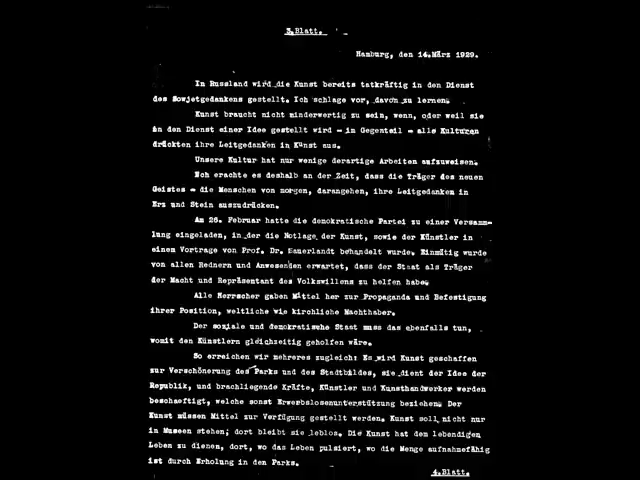 3.Blatt.
Hamburg, den 14.März 1929.
In Russland wird die Kunst bereits tatkräftig in den Dienst
des Sowjetgedankens gestellt. Ich schlage vor, davon zu lernen.
Kunst braucht nicht minderwertig zu sein, wenn, oder weil sie
in den Dienst einer Idee gestellt wird - im Gegenteil - alle Kulturen
drückten ihre Leitgedanken in Kunst aus.
Unsere Kultur hat nur wenige derartige Arbeiten aufzuweisen.
Ich erachte es deshalb an der Zeit, dass die Träger des neuen
Geistes - die Menschen von morgen, darangehen, ihre Leitgedanken in
Erz und Stein auszudrücken.
Am 26. Februar hatte die demokratische Partei zu einer Versamm-
lung eingeladen, in der die Notlage der Kunst, sowie der Künstler in
einem Vortrage von Prof. Dr. Sauerlandt behandelt wurde. Einmütig wurde
von allen Rednern und Anwesenden erwartet, dass der Staat als Träger
der Macht und Repräsentant des Volkswillens zu helfen habe.
Alle Herrscher gaben Mittel her zur Propaganda und Befestigung
ihrer Position, weltliche wie kirchliche Machthaber.
Der soziale und demokratische Staat muss das ebenfalls tun,
womit den Künstlern gleichzeitig geholfen wäre.
So erreichen wir mehreres zugleich: Es wird Kunst geschaffen
zur Verschönerung des Parks und des Stadtbildes, sie dient der Idee der
Republik, und brachliegende Kräfte, Künstler und Kunsthandwerker werden
beschaeftigt, welche sonst Erwerbslosenunterstützung beziehen. Der
Kunst müssen Mittel zur Verfügung gestellt werden. Kunst soll nicht nur
in Museen stehen; dort bleibt sie leblos. Die Kunst hat dem lebendigen
Leben zu dienen, dort, wo das Leben pulsiert, wo die Menge aufnahmefähig
ist durch Erholung in den Parks.
4.Blatt.